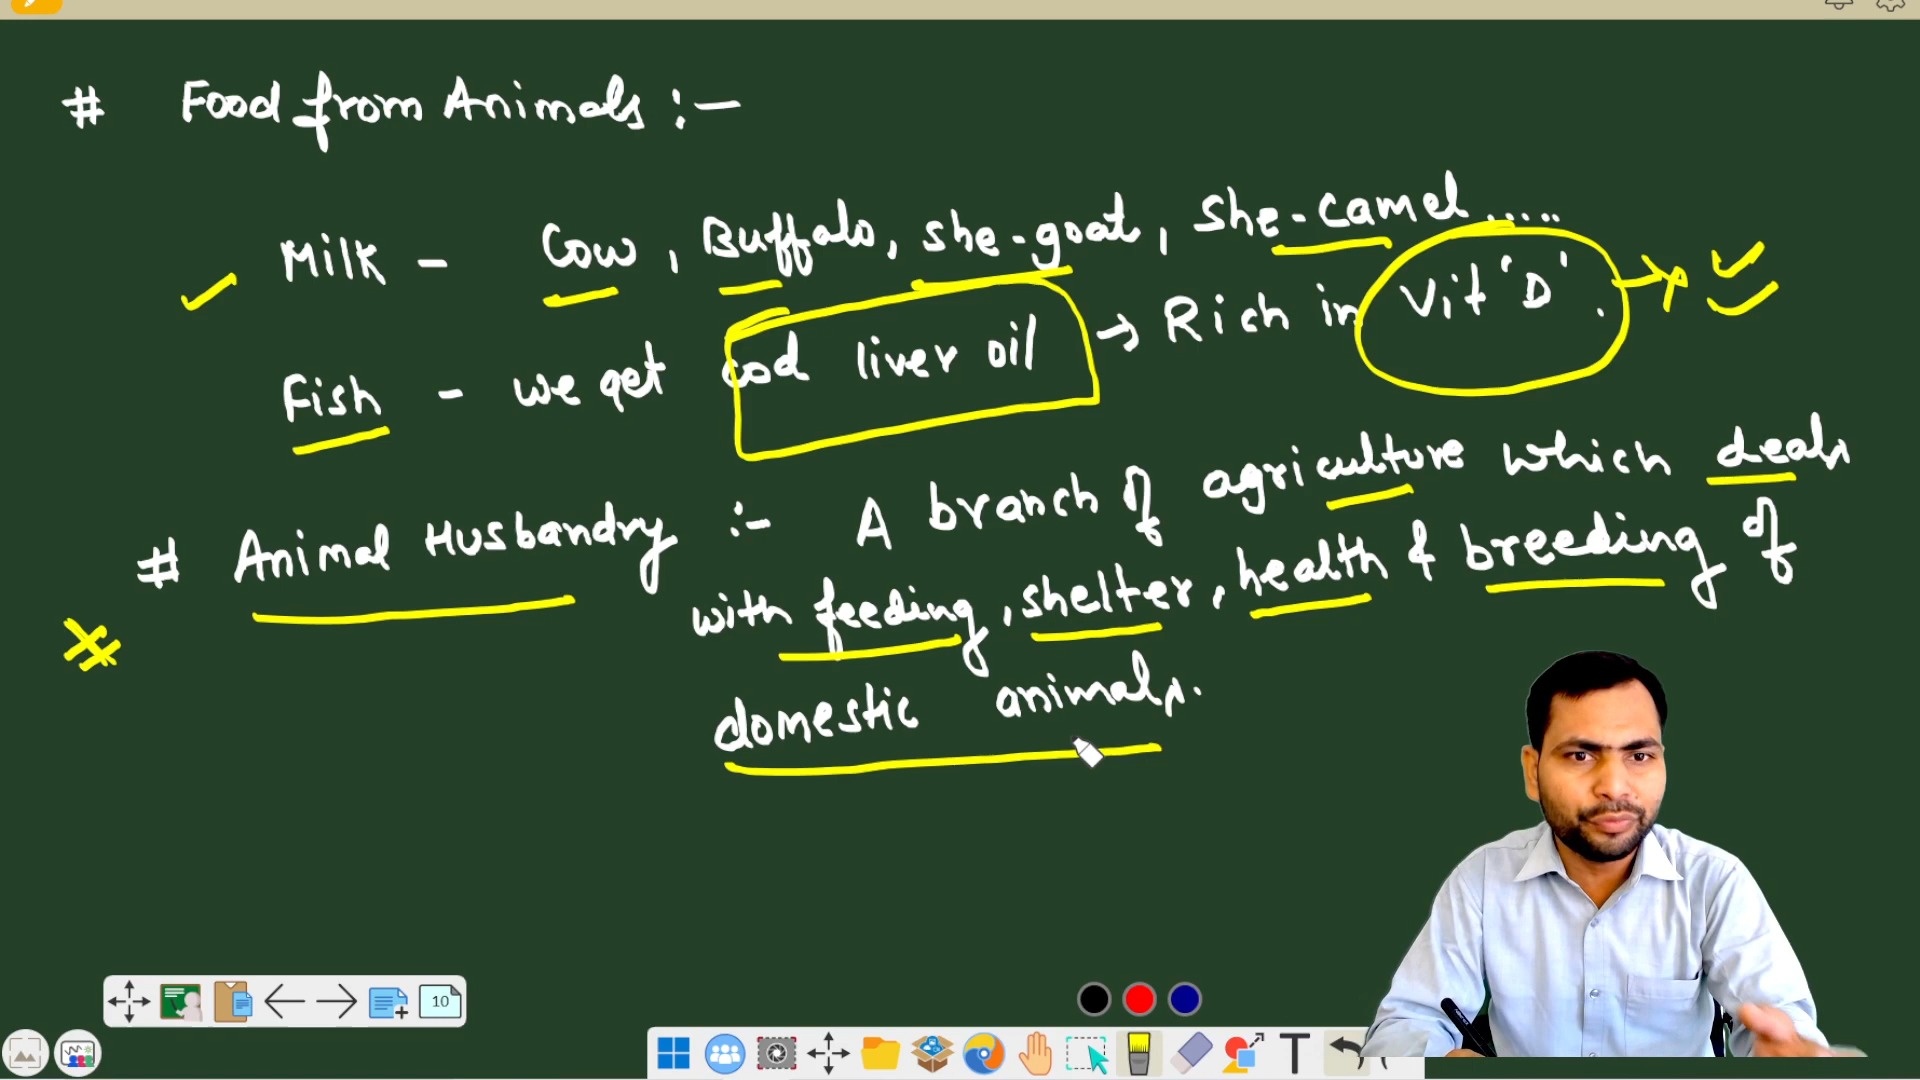 # Food from Animals :-
Milk - Cow, Buffalo, she-goat, she-camel.....
Fish - we get cod liver oil → Rich in Vit 'D'.
# Animal Husbandry :- A branch of agriculture which deals
with feeding, shelter, health & breeding of
domestic animals.
10
T